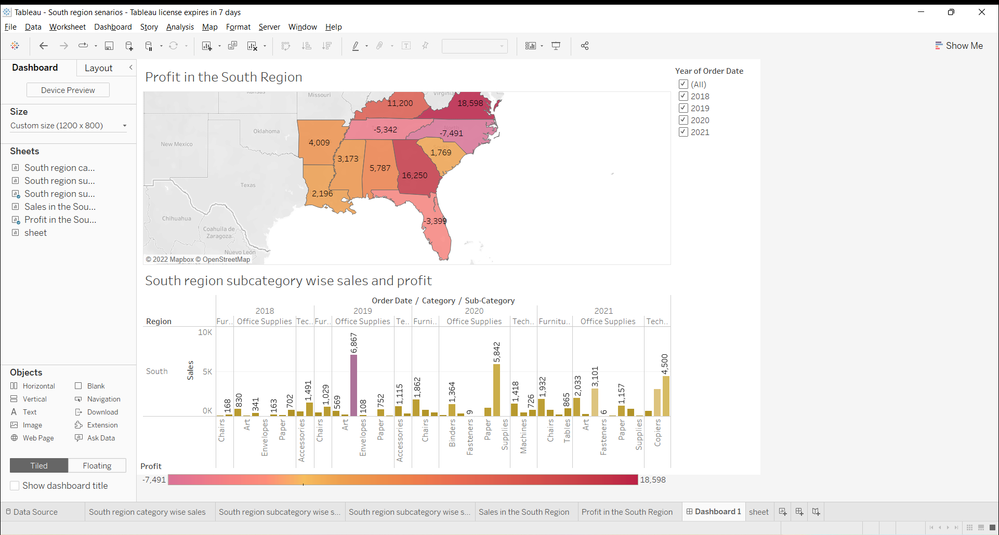 Tableau - South region senarios - Tableau license expires in 7 days
File Data Worksheet Dashboard Story Analysis Map Format Server Window Help
Show Me
Dashboard Layout
Device Preview
Size
Custom size (1200 x 800)
Sheets
South region ca...
South region su...
South region su...
Sales in the Sou...
Profit in the Sou...
sheet
Objects
Horizontal Blank
Vertical Navigation
Text Download
Image Extension
Web Page Ask Data
Tiled Floating
Show dashboard title
Profit in the South Region
Kansas Missouri Virginia
11,200 18,598
Oklahoma -5,342 North -7,491
New Mexico 4,009
3,173 1,769
5,787 16,250
Texas 2,196
Chihuahua -3,399
Coahuila de
Zaragoza
Nuevo León
© 2022 Mapbox © OpenStreetMap
Year of Order Date
(All)
2018
2019
2020
2021
South region subcategory wise sales and profit
Order Date / Category / Sub-Category
2018 2019 2020 2021
Region Fur.. Office Supplies Tec.. Fur.. Office Supplies Te.. Furni.. Office Supplies Tech.. Furnitu.. Office Supplies Tech..
10K
South Sales 5K
0K
168 830 341 163 702 1,491 1,029 569 6,867 108 752 1,115 1,862 1,364 9 5,842 1,418 726 1,932 865 2,033 3,101 6 1,157 4,500
Chairs Art Envelopes Paper Accessories Chairs Art Envelopes Paper Accessories Chairs Binders Fasteners Paper Supplies Machines Chairs Tables Art Fasteners Paper Supplies Copiers
Profit
-7,491 18,598
Data Source South region category wise sales South region subcategory wise s... South region subcategory wise s... Sales in the South Region Profit in the South Region Dashboard 1 sheet